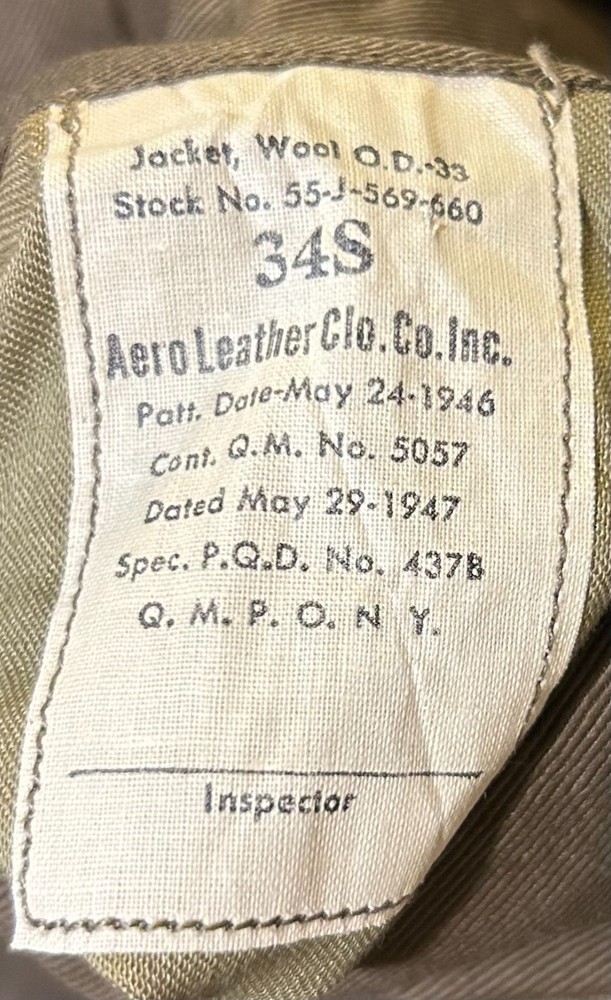 Jacket, Wool O.D.-33
Stock No. 55-J-569-660
34S
Aero Leather Clo. Co. Inc.
Patt. Date-May 24-1946
Cont. Q.M. No. 5057
Dated May 29-1947
Spec. P.Q.D. No. 437B
Q. M. P. O. N Y.
Inspector